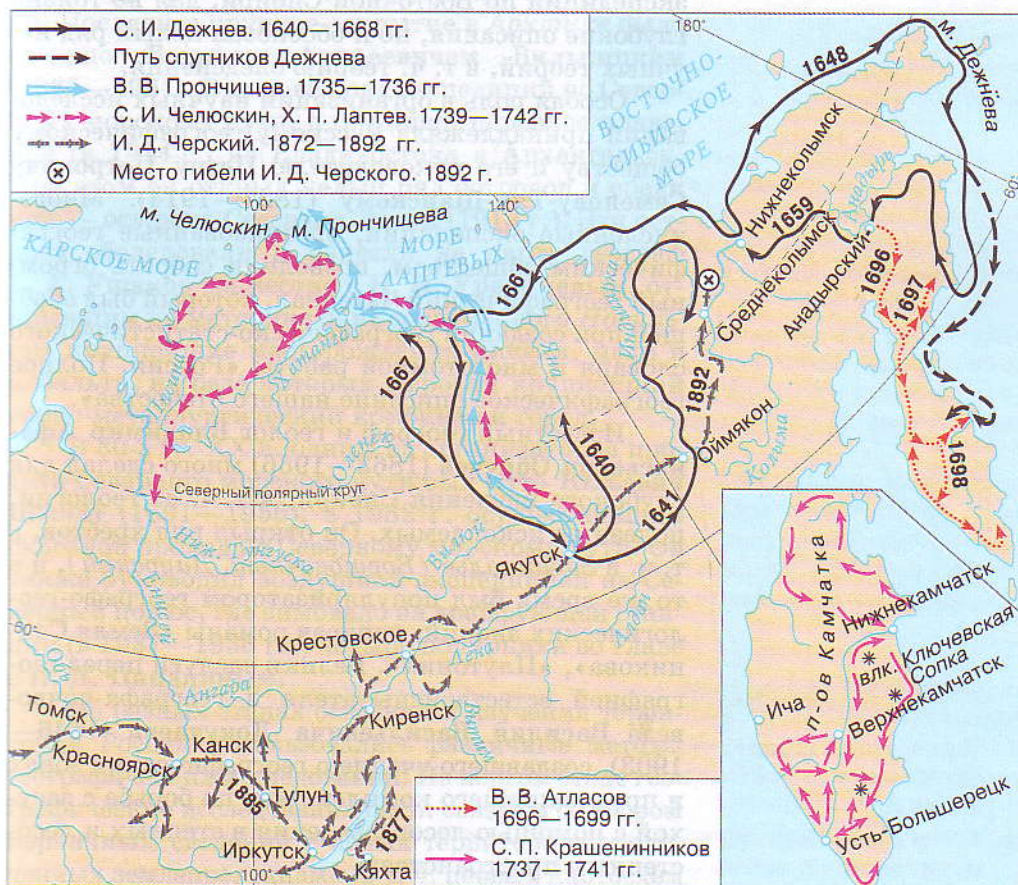 С. И. Дежнев. 1640—1668 гг.
Путь спутников Дежнева
В. В. Прончищев. 1735—1736 гг.
С. И. Челюскин, Х. П. Лаптев. 1739—1742 гг.
И. Д. Черский. 1872—1892 гг.
Место гибели И. Д. Черского. 1892 г.
80°
м. Дежнёва
1648
ВОСТОЧНО-
СИБИРСКОЕ
МОРЕ
60°
100°
140°
м. Челюскин
м. Прончищева
КАРСКОЕ МОРЕ
МОРЕ
ЛАПТЕВЫХ
1661
Нижнеколымск
1659
Анадырь
Среднеколымск
Анадырский
1696
1697
1698
Хатанга
Индигирка
1667
Оленек
1640
1892
Оймякон
Колыма
1641
Северный полярный круг
Ниж. Тунгуска
Вилюй
Якутск
Енисей
60°
Крестовское
Лена
Алдан
Обь
Ангара
Витим
Киренск
Томск
Красноярск
Канск
1885
Тулун
1877
Иркутск
Кяхта
100°
п-ов Камчатка
Нижнекамчатск
влк. Ключевская
Сопка
Верхнекамчатск
Ича
Усть-Большерецк
В. В. Атласов
1696—1699 гг.
С. П. Крашенинников
1737—1741 гг.